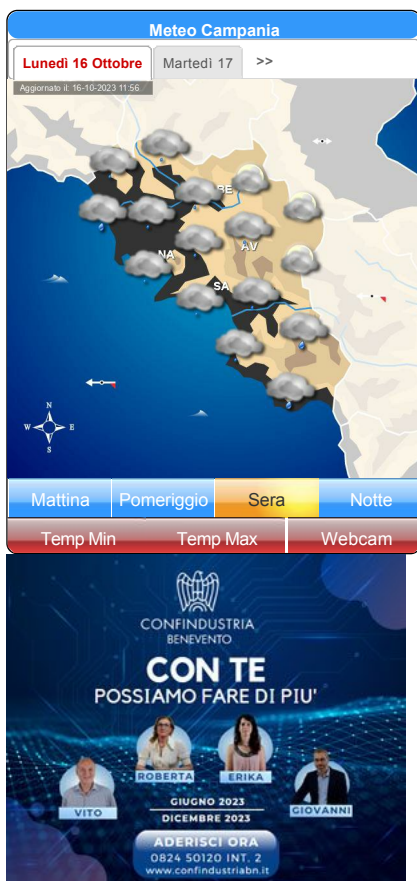 Meteo Campania
Lunedì 16 Ottobre
Martedì 17
>>
Aggiornato il: 16-10-2023 11:56
BE
AV
NA
SA
N
W E
S
Mattina
Pomeriggio
Sera
Notte
Temp Min
Temp Max
Webcam
CONFINDUSTRIA
BENEVENTO
CON TE
POSSIAMO FARE DI PIU'
ROBERTA
ERIKA
VITO
GIOVANNI
GIUGNO 2023
DICEMBRE 2023
ADERISCI ORA
0824 50120 INT. 2
www.confindustriabn.it